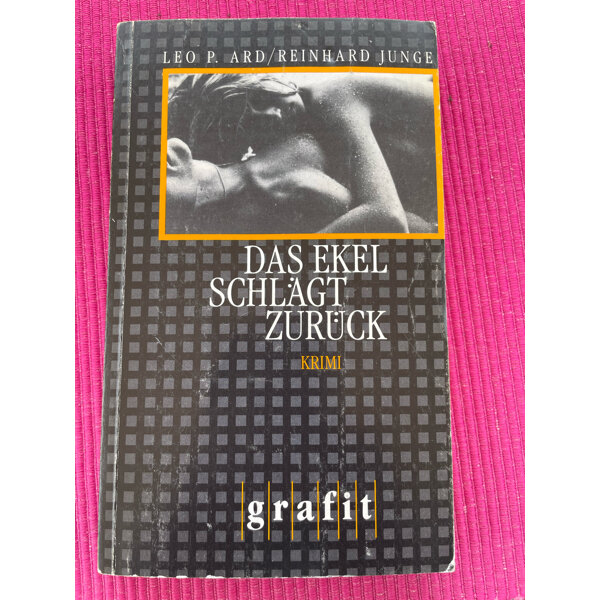 LEO P. ARD/REINHARD JUNGE
DAS EKEL
SCHLÄGT
ZURÜCK
KRIMI
grafit